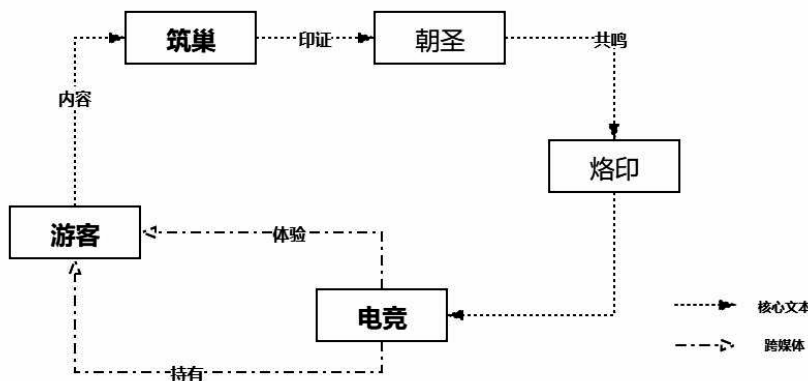 筑巢
印证
朝圣
共鸣
内容
烙印
游客
体验
电竞
核心文本
跨媒体
持有